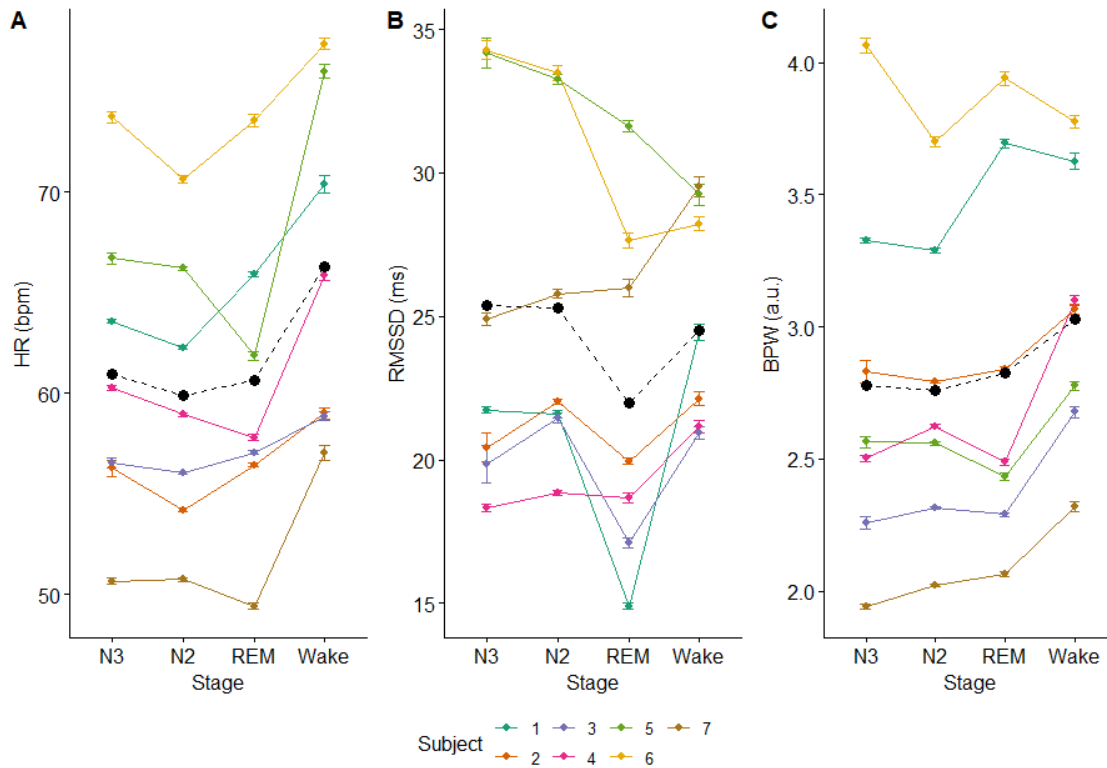 A
B
C
HR (bpm)
70
60
50
N3 N2 REM Wake
Stage
RMSSD (ms)
35
30
25
20
15
N3 N2 REM Wake
Stage
BPW (a.u.)
4.0
3.5
3.0
2.5
2.0
N3 N2 REM Wake
Stage
Subject
1 3 5 7
2 4 6